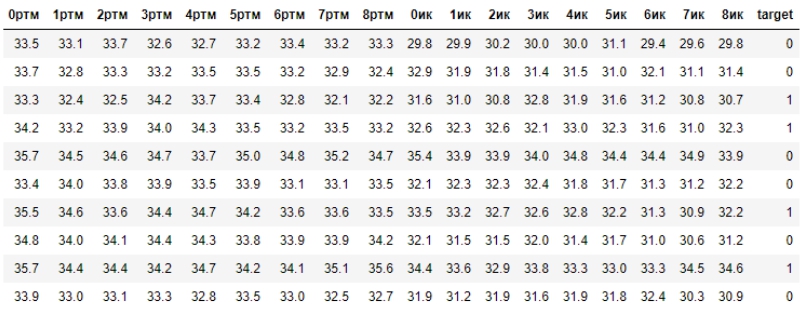 0ртм 1ртм 2ртм 3ртм 4ртм 5ртм 6ртм 7ртм 8ртм 0ик 1ик 2ик 3ик 4ик 5ик 6ик 7ик 8ик target
33.5 33.1 33.7 32.6 32.7 33.2 33.4 33.2 33.3 29.8 29.9 30.2 30.0 30.0 31.1 29.4 29.6 29.8 0
33.7 32.8 33.3 33.2 33.5 33.5 33.2 32.9 32.4 32.9 31.9 31.8 31.4 31.5 31.0 32.1 31.1 31.4 0
33.3 32.4 32.5 34.2 33.7 33.4 32.8 32.1 32.2 31.6 31.0 30.8 32.8 31.9 31.6 31.2 30.8 30.7 1
34.2 33.2 33.9 34.0 34.3 33.5 33.2 33.5 33.2 32.6 32.3 32.6 32.1 33.0 32.3 31.6 31.0 32.3 1
35.7 34.5 34.6 34.7 33.7 35.0 34.8 35.2 34.7 35.4 33.9 33.9 34.0 34.8 34.4 34.4 34.9 33.9 0
33.4 34.0 33.8 33.9 33.5 33.9 33.1 33.1 33.5 32.1 32.3 32.3 32.4 31.8 31.7 31.3 31.2 32.2 0
35.5 34.6 33.6 34.4 34.7 34.2 33.6 33.6 33.5 33.5 33.2 32.7 32.6 32.8 32.2 31.3 30.9 32.2 1
34.8 34.0 34.1 34.4 34.3 33.8 33.9 33.9 34.2 32.1 31.5 31.5 32.0 31.4 31.7 31.0 30.6 31.2 0
35.7 34.4 34.4 34.2 34.7 34.2 34.1 35.1 35.6 34.4 33.6 32.9 33.8 33.3 33.0 33.3 34.5 34.6 1
33.9 33.0 33.1 33.3 32.8 33.5 33.0 32.5 32.7 31.9 31.2 31.9 31.6 31.9 31.8 32.4 30.3 30.9 0